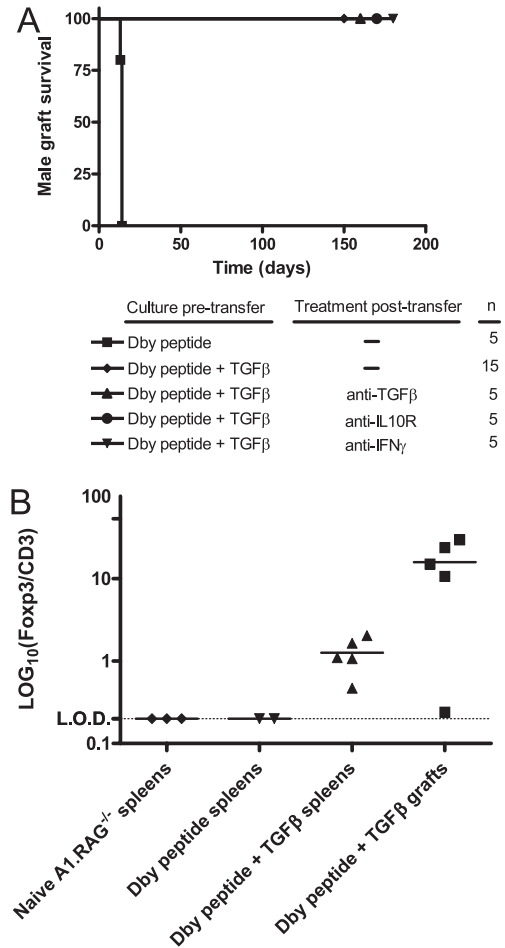 A
Male graft survival
100
75
50
25
0
0 50 100 150 200
Time (days)
Culture pre-transfer Treatment post-transfer n
Dby peptide – 5
Dby peptide + TGFβ – 15
Dby peptide + TGFβ anti-TGFβ 5
Dby peptide + TGFβ anti-IL10R 5
Dby peptide + TGFβ anti-IFNγ 5
B
LOG10(Foxp3/CD3)
100
10
1
L.O.D.
0.1
Naive A1.RAG-/- spleens
Dby peptide spleens
Dby peptide + TGFβ spleens
Dby peptide + TGFβ grafts